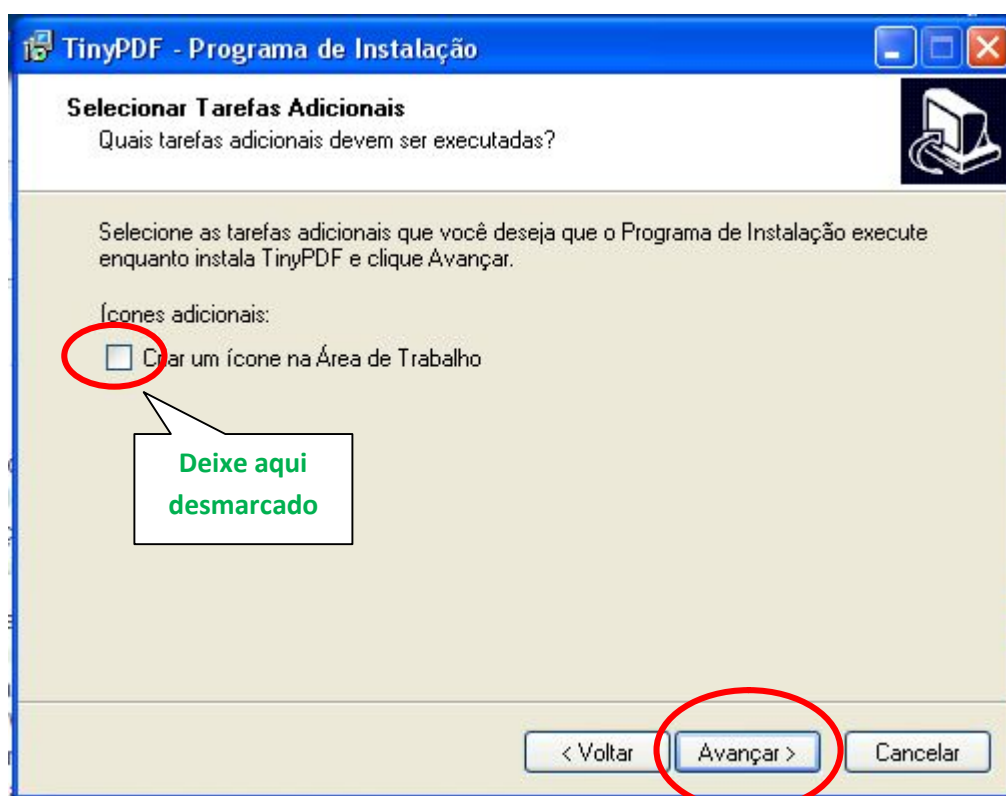 TinyPDF - Programa de Instalação
Selecionar Tarefas Adicionais
Quais tarefas adicionais devem ser executadas?
Selecione as tarefas adicionais que você deseja que o Programa de Instalação execute
enquanto instala TinyPDF e clique Avançar.
Ícones adicionais:
Criar um ícone na Área de Trabalho
Deixe aqui
desmarcado
< Voltar
Avançar >
Cancelar